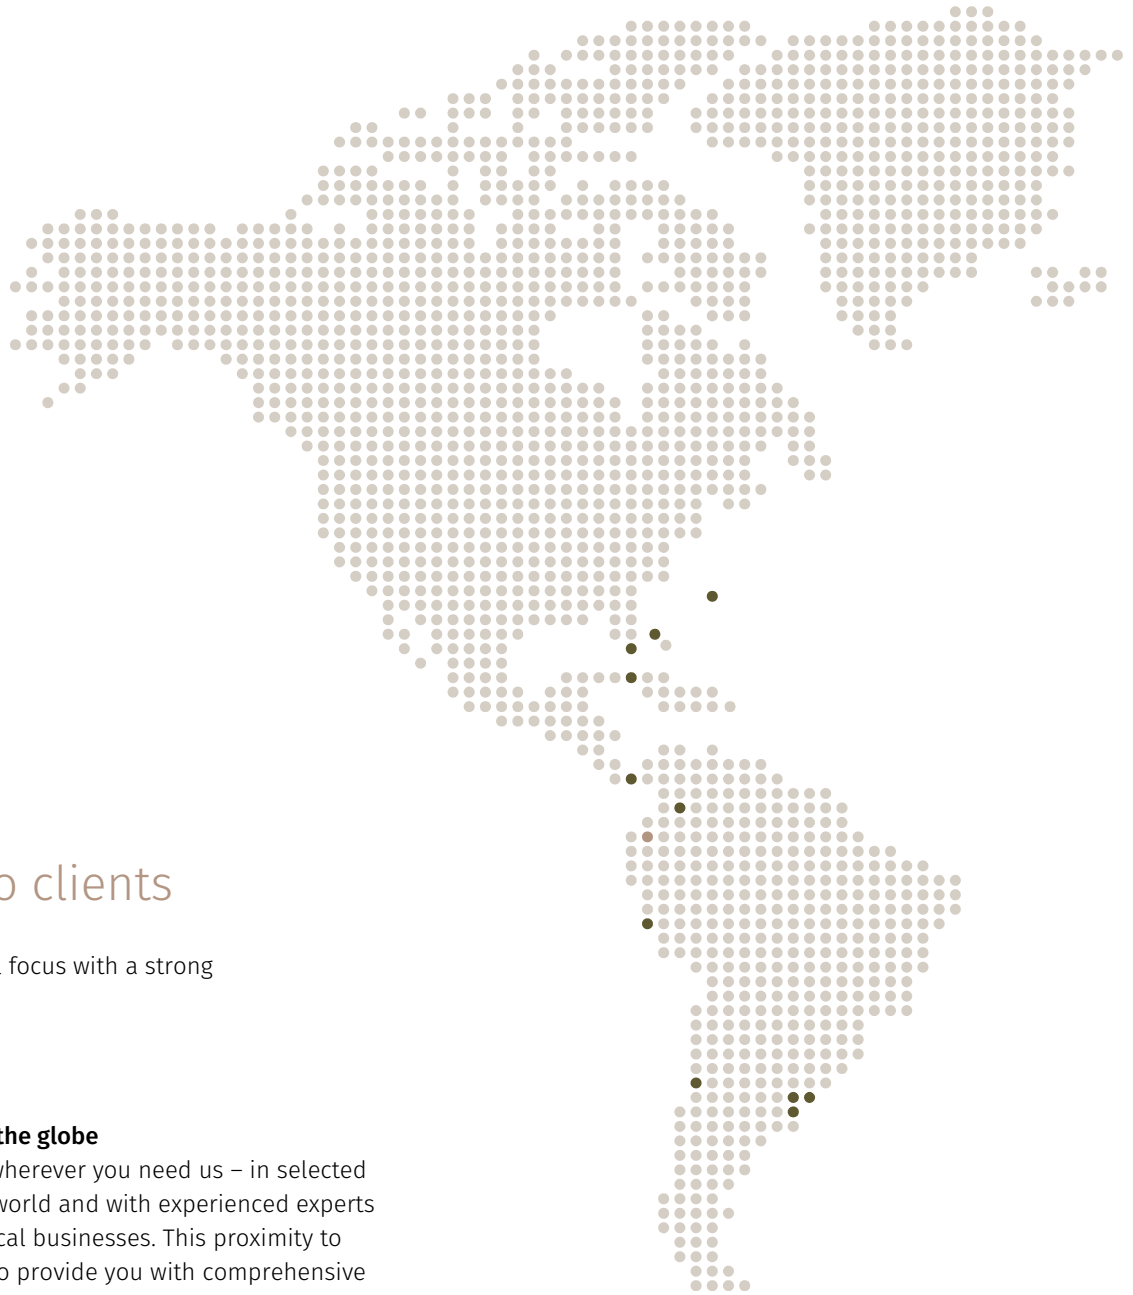 clients
focus with a strong
the globe
wherever you need us – in selected
world and with experienced experts
businesses. This proximity to
provide you with comprehensive